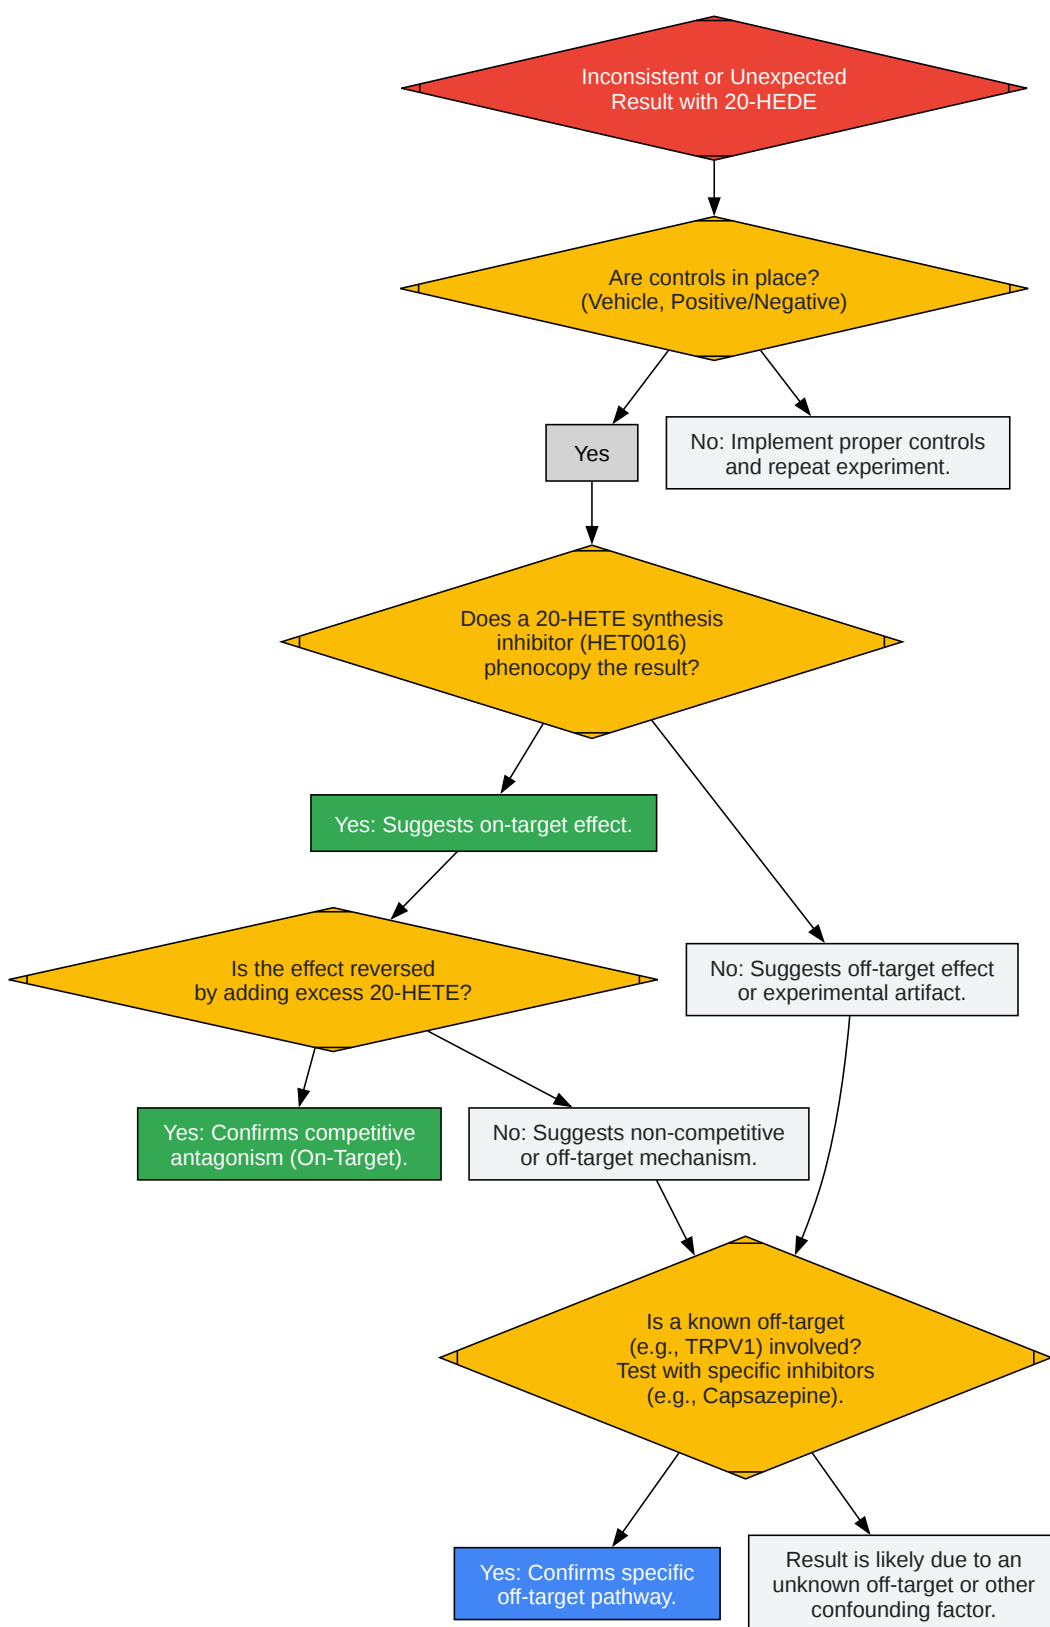 Inconsistent or Unexpected
Result with 20-HEDE
Are controls in place?
(Vehicle, Positive/Negative)
Yes
No: Implement proper controls
and repeat experiment.
Does a 20-HETE synthesis
inhibitor (HET0016)
phenocopy the result?
Yes: Suggests on-target effect.
Is the effect reversed
by adding excess 20-HETE?
No: Suggests off-target effect
or experimental artifact.
Yes: Confirms competitive
antagonism (On-Target).
No: Suggests non-competitive
or off-target mechanism.
Is a known off-target
(e.g., TRPV1) involved?
Test with specific inhibitors
(e.g., Capsazepine).
Yes: Confirms specific
off-target pathway.
Result is likely due to an
unknown off-target or other
confounding factor.